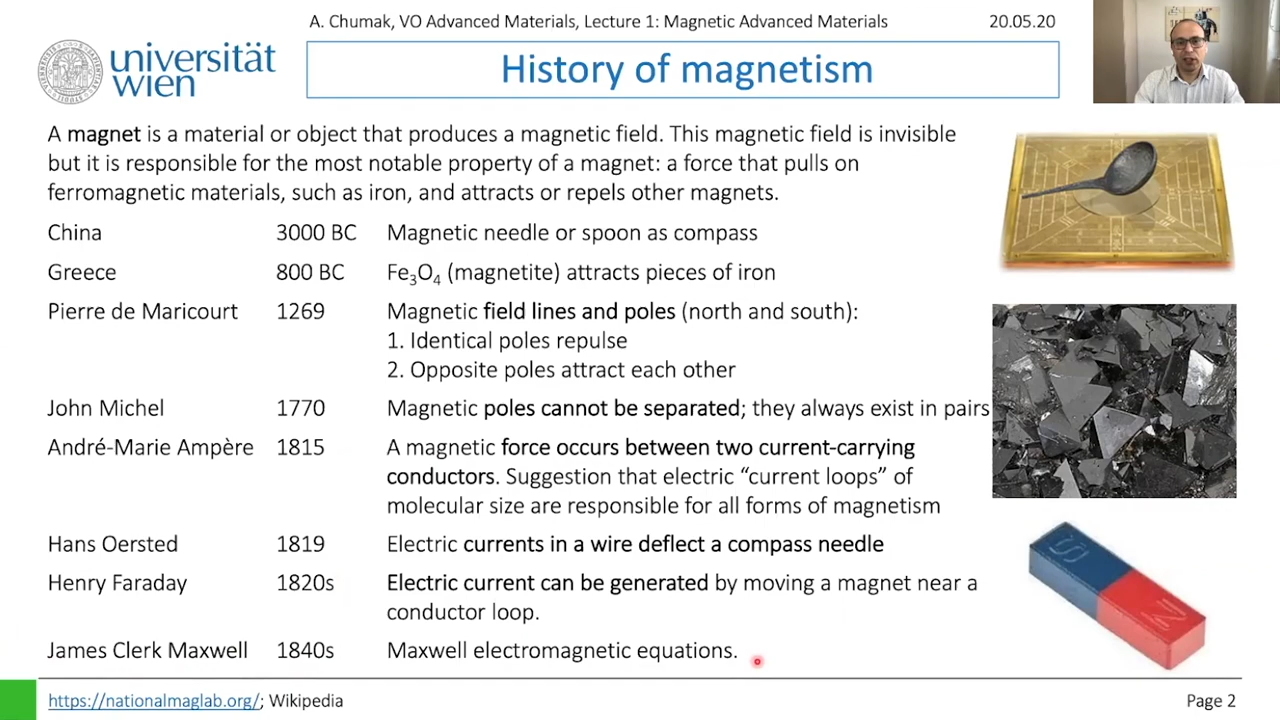 A. Chumak, VO Advanced Materials, Lecture 1: Magnetic Advanced Materials 20.05.20
universität
wien
History of magnetism
A magnet is a material or object that produces a magnetic field. This magnetic field is invisible
but it is responsible for the most notable property of a magnet: a force that pulls on
ferromagnetic materials, such as iron, and attracts or repels other magnets.
China 3000 BC Magnetic needle or spoon as compass
Greece 800 BC Fe₃O₄ (magnetite) attracts pieces of iron
Pierre de Maricourt 1269 Magnetic field lines and poles (north and south):
1. Identical poles repulse
2. Opposite poles attract each other
John Michel 1770 Magnetic poles cannot be separated; they always exist in pairs
André-Marie Ampère 1815 A magnetic force occurs between two current-carrying
conductors. Suggestion that electric “current loops” of
molecular size are responsible for all forms of magnetism
Hans Oersted 1819 Electric currents in a wire deflect a compass needle
Henry Faraday 1820s Electric current can be generated by moving a magnet near a
conductor loop.
James Clerk Maxwell 1840s Maxwell electromagnetic equations.
S
N
https://nationalmaglab.org/; Wikipedia Page 2